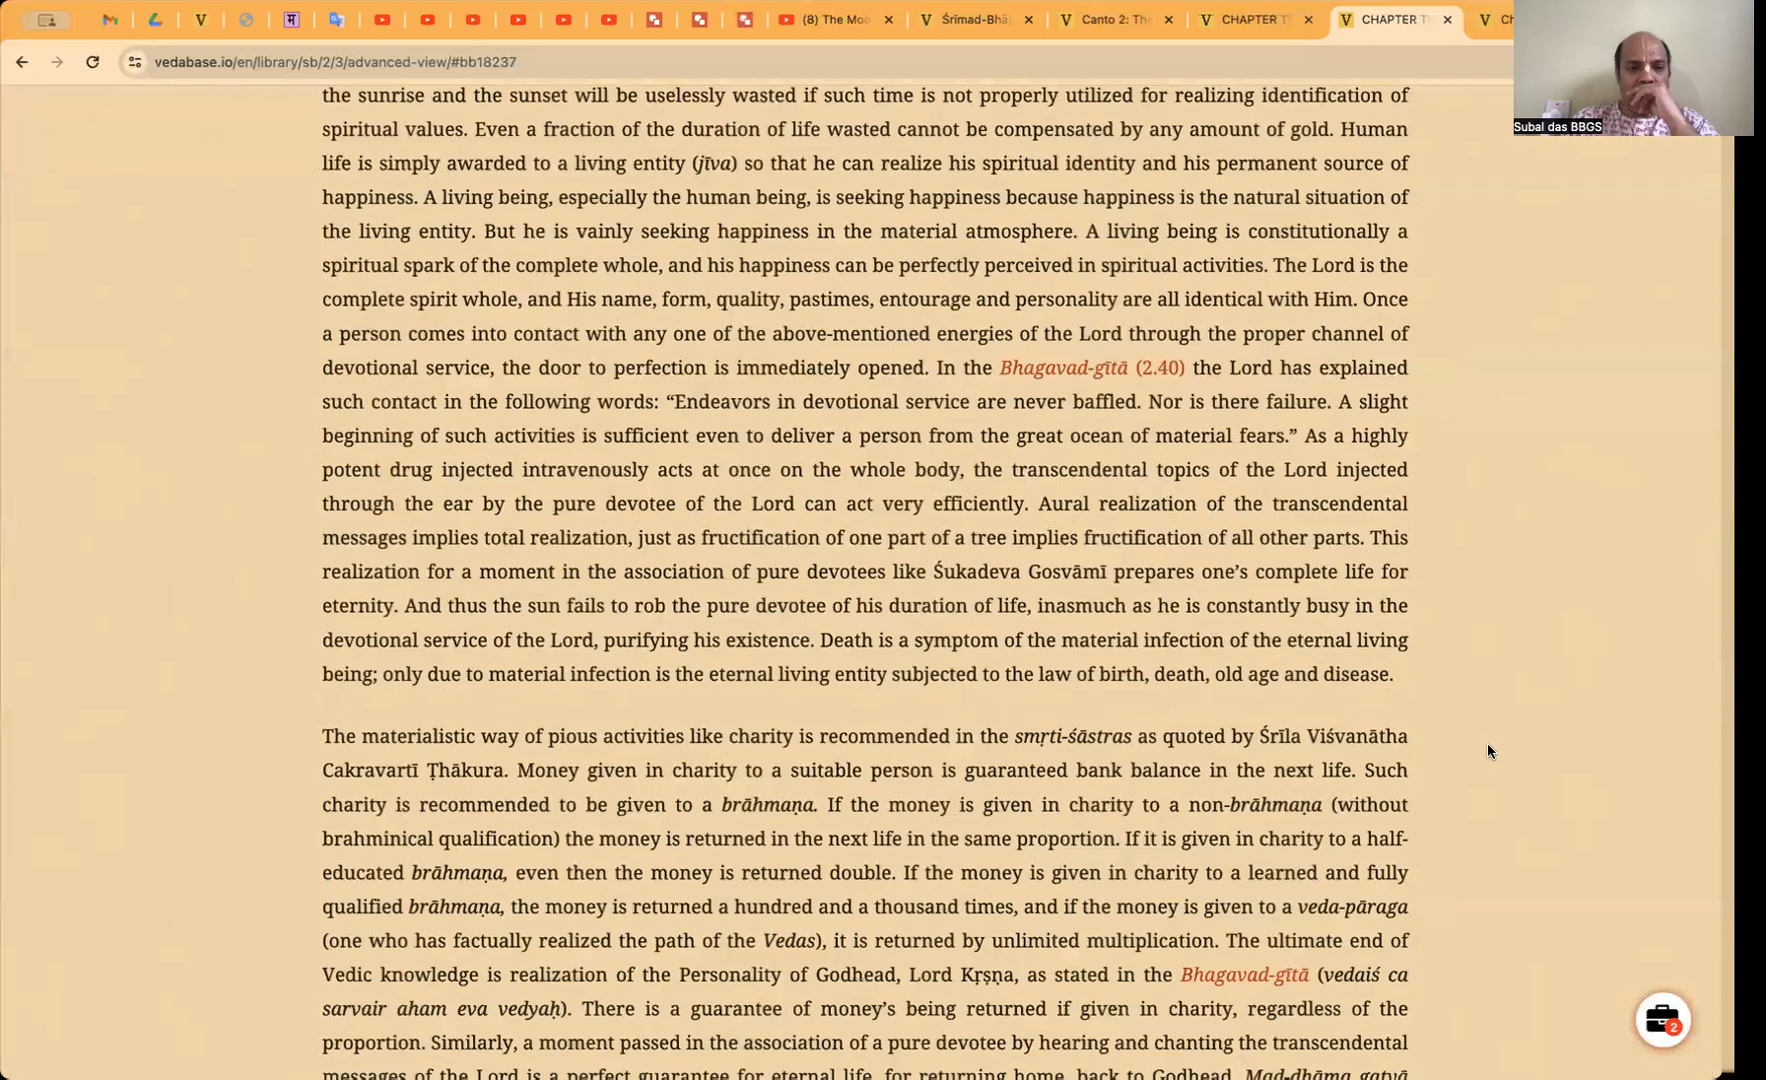 (8) The Moo
Śrīmad-Bhāg
Canto 2: The
CHAPTER T
CHAPTER T
Ch
vedabase.io/en/library/sb/2/3/advanced-view/#bb18237
Subal das BBGS
the sunrise and the sunset will be uselessly wasted if such time is not properly utilized for realizing identification of
spiritual values. Even a fraction of the duration of life wasted cannot be compensated by any amount of gold. Human
life is simply awarded to a living entity (jīva) so that he can realize his spiritual identity and his permanent source of
happiness. A living being, especially the human being, is seeking happiness because happiness is the natural situation of
the living entity. But he is vainly seeking happiness in the material atmosphere. A living being is constitutionally a
spiritual spark of the complete whole, and his happiness can be perfectly perceived in spiritual activities. The Lord is the
complete spirit whole, and His name, form, quality, pastimes, entourage and personality are all identical with Him. Once
a person comes into contact with any one of the above-mentioned energies of the Lord through the proper channel of
devotional service, the door to perfection is immediately opened. In the Bhagavad-gītā (2.40) the Lord has explained
such contact in the following words: “Endeavors in devotional service are never baffled. Nor is there failure. A slight
beginning of such activities is sufficient even to deliver a person from the great ocean of material fears.” As a highly
potent drug injected intravenously acts at once on the whole body, the transcendental topics of the Lord injected
through the ear by the pure devotee of the Lord can act very efficiently. Aural realization of the transcendental
messages implies total realization, just as fructification of one part of a tree implies fructification of all other parts. This
realization for a moment in the association of pure devotees like Śukadeva Gosvāmī prepares one’s complete life for
eternity. And thus the sun fails to rob the pure devotee of his duration of life, inasmuch as he is constantly busy in the
devotional service of the Lord, purifying his existence. Death is a symptom of the material infection of the eternal living
being; only due to material infection is the eternal living entity subjected to the law of birth, death, old age and disease.
The materialistic way of pious activities like charity is recommended in the smṛti-śāstras as quoted by Śrīla Viśvanātha
Cakravartī Ṭhākura. Money given in charity to a suitable person is guaranteed bank balance in the next life. Such
charity is recommended to be given to a brāhmaṇa. If the money is given in charity to a non-brāhmaṇa (without
brahminical qualification) the money is returned in the next life in the same proportion. If it is given in charity to a half-
educated brāhmaṇa, even then the money is returned double. If the money is given in charity to a learned and fully
qualified brāhmaṇa, the money is returned a hundred and a thousand times, and if the money is given to a veda-pāraga
(one who has factually realized the path of the Vedas), it is returned by unlimited multiplication. The ultimate end of
Vedic knowledge is realization of the Personality of Godhead, Lord Kṛṣṇa, as stated in the Bhagavad-gītā (vedaiś ca
sarvair aham eva vedyaḥ). There is a guarantee of money’s being returned if given in charity, regardless of the
proportion. Similarly, a moment passed in the association of a pure devotee by hearing and chanting the transcendental
messages of the Lord is a perfect guarantee for eternal life, for returning home, back to Godhead. Mad-dhāma gatvā
2